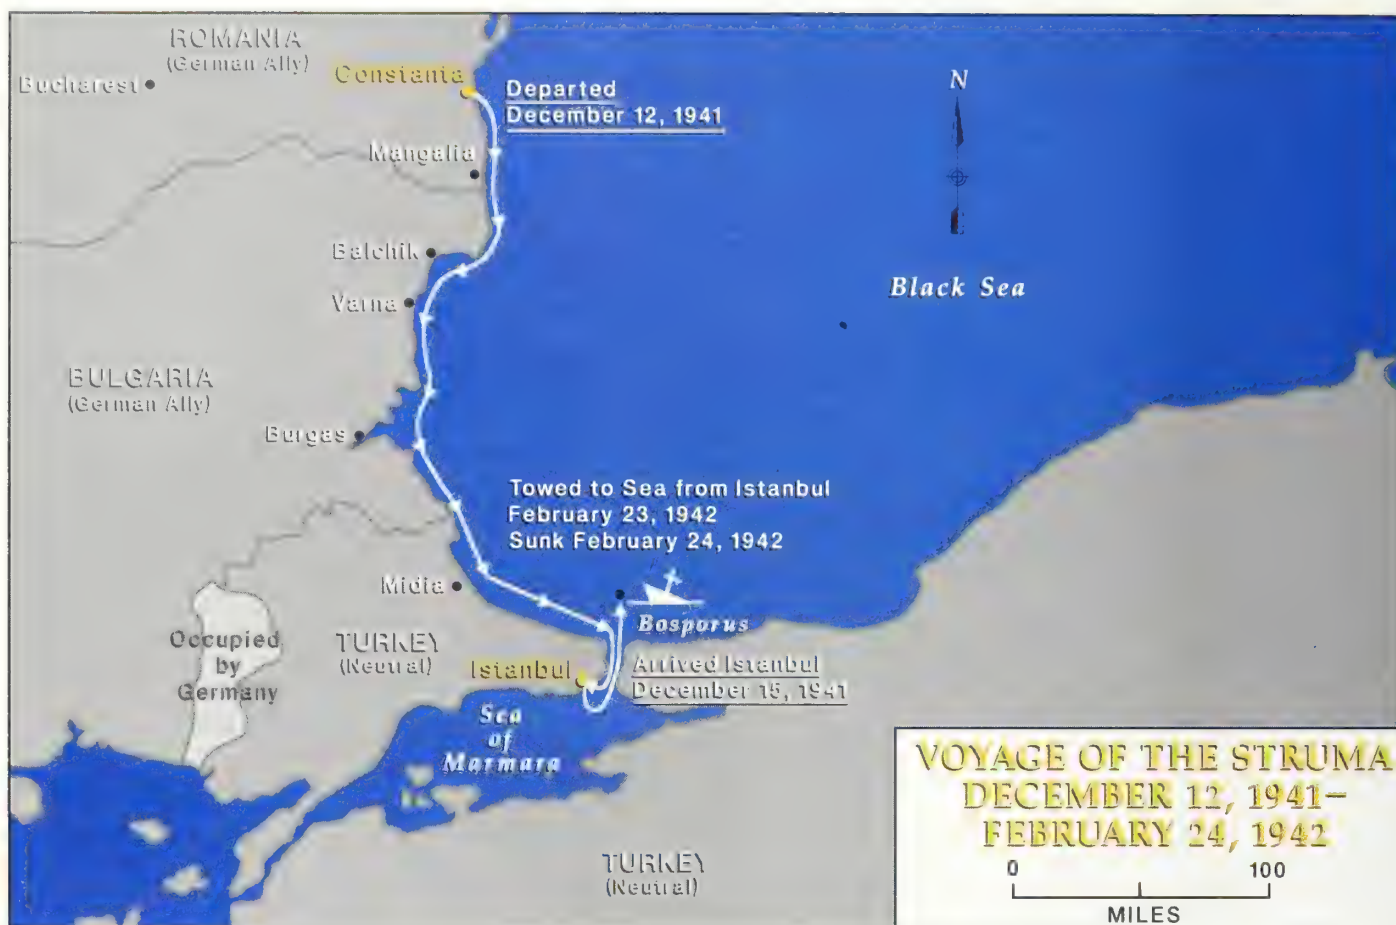 ROMANIA
(German Ally)
Bucharest
Constanta
Departed
December 12, 1941
N
Mangalia
Balchik
Black Sea
Varna
BULGARIA
(German Ally)
Burgas
Towed to Sea from Istanbul
February 23, 1942
Sunk February 24, 1942
Midia
Bosporus
Occupied
by
Germany
TURKEY
(Neutral)
Istanbul
Arrived Istanbul
December 15, 1941
Sea
of
Marmara
VOYAGE OF THE STRUMA
DECEMBER 12, 1941–
FEBRUARY 24, 1942
0 100
MILES
TURKEY
(Neutral)